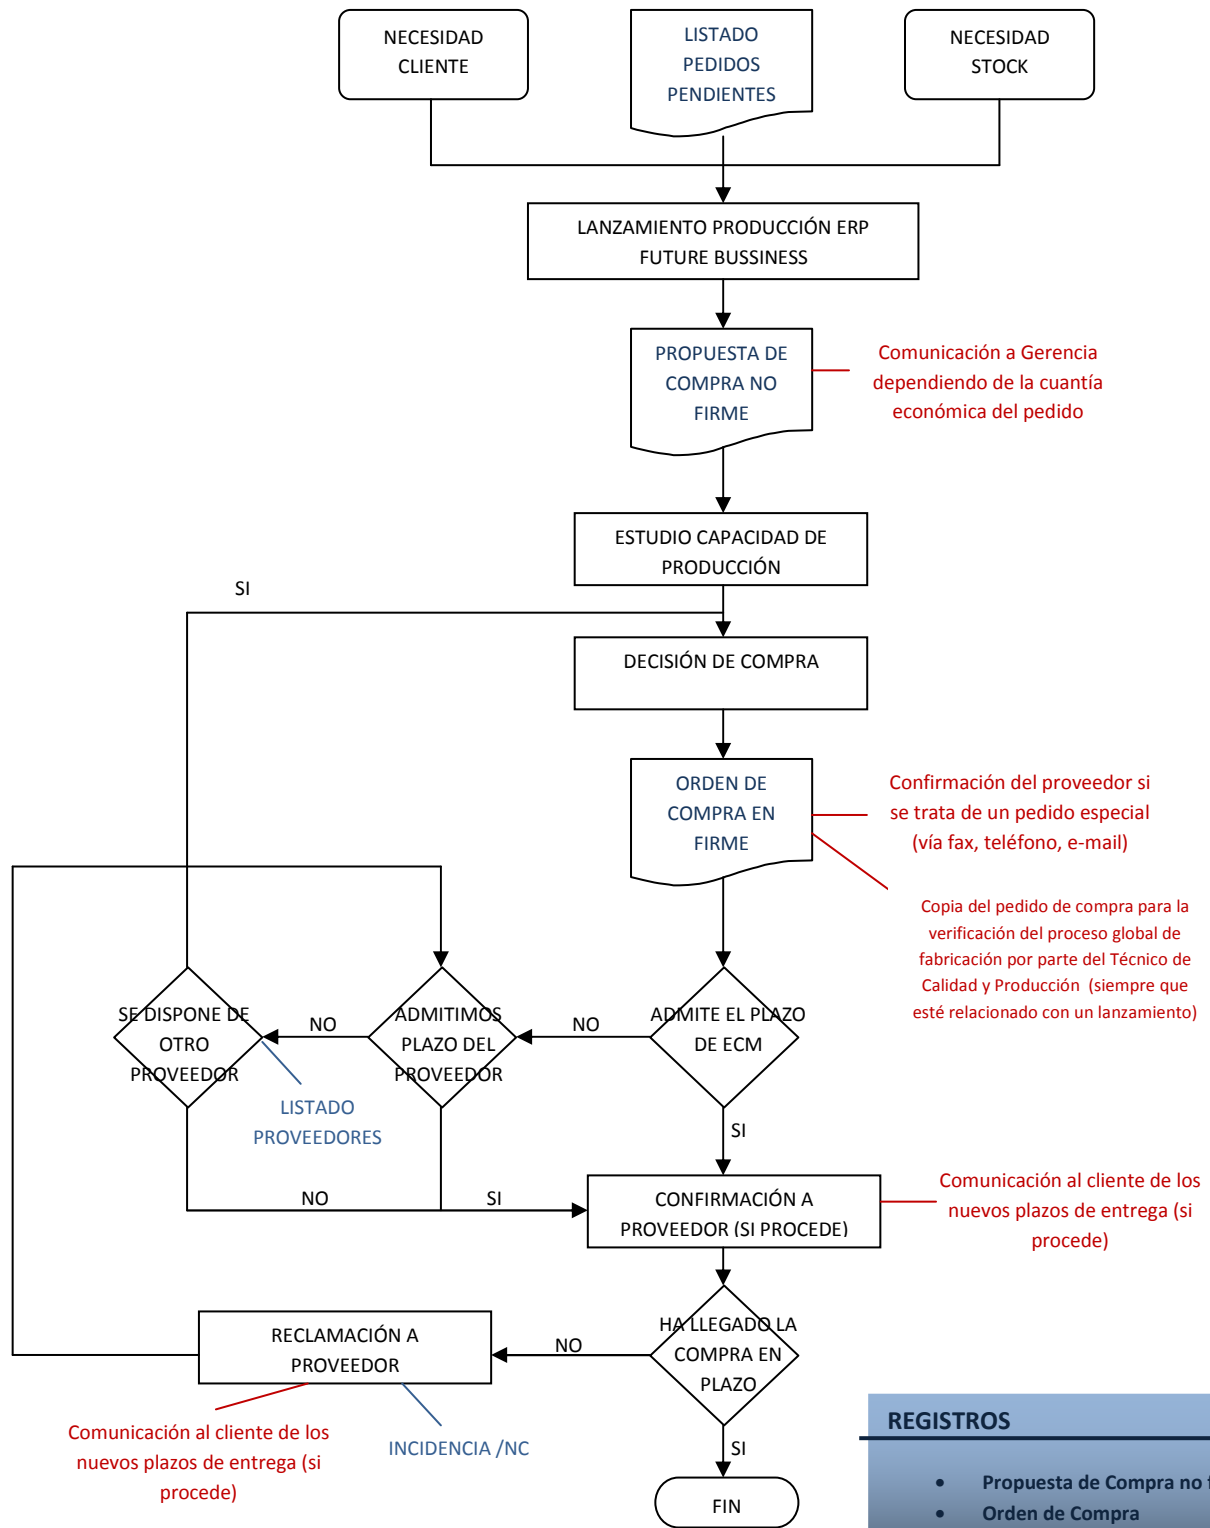 NECESIDAD
CLIENTE
LISTADO
PEDIDOS
PENDIENTES
NECESIDAD
STOCK
LANZAMIENTO PRODUCCIÓN ERP
FUTURE BUSSINESS
PROPUESTA DE
COMPRA NO
FIRME
Comunicación a Gerencia
dependiendo de la cuantía
económica del pedido
ESTUDIO CAPACIDAD DE
PRODUCCIÓN
SI
DECISIÓN DE COMPRA
ORDEN DE
COMPRA EN
FIRME
Confirmación del proveedor si
se trata de un pedido especial
(vía fax, teléfono, e-mail)
Copia del pedido de compra para la
verificación del proceso global de
fabricación por parte del Técnico de
Calidad y Producción (siempre que
esté relacionado con un lanzamiento)
SE DISPONE DE
OTRO
PROVEEDOR
NO
ADMITIMOS
PLAZO DEL
PROVEEDOR
NO
ADMITE EL PLAZO
DE ECM
LISTADO
PROVEEDORES
SI
NO
SI
CONFIRMACIÓN A
PROVEEDOR (SI PROCEDE)
Comunicación al cliente de los
nuevos plazos de entrega (si
procede)
RECLAMACIÓN A
PROVEEDOR
NO
HA LLEGADO LA
COMPRA EN
PLAZO
Comunicación al cliente de los
nuevos plazos de entrega (si
procede)
INCIDENCIA /NC
SI
FIN
REGISTROS
• Propuesta de Compra no
• Orden de Compra